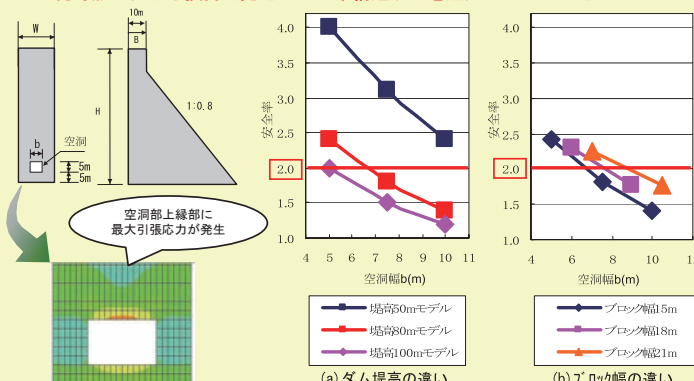 W
10m
B
H
1:0.8
b
空洞
5m
5m
空洞部上縁部に
最大引張応力が発生
安全率
4.0
3.5
3.0
2.5
2.0
1.5
1.0
4 5 6 7 8 9 10 11
空洞幅b(m)
堤高50mモデル
堤高80mモデル
堤高100mモデル
(a)ダム堤高の違い
安全率
4.0
3.5
3.0
2.5
2.0
1.5
1.0
4 6 8 10
空洞幅b(m)
ブロック幅15m
ブロック幅18m
ブロック幅21m
(b)ブロック幅の違い